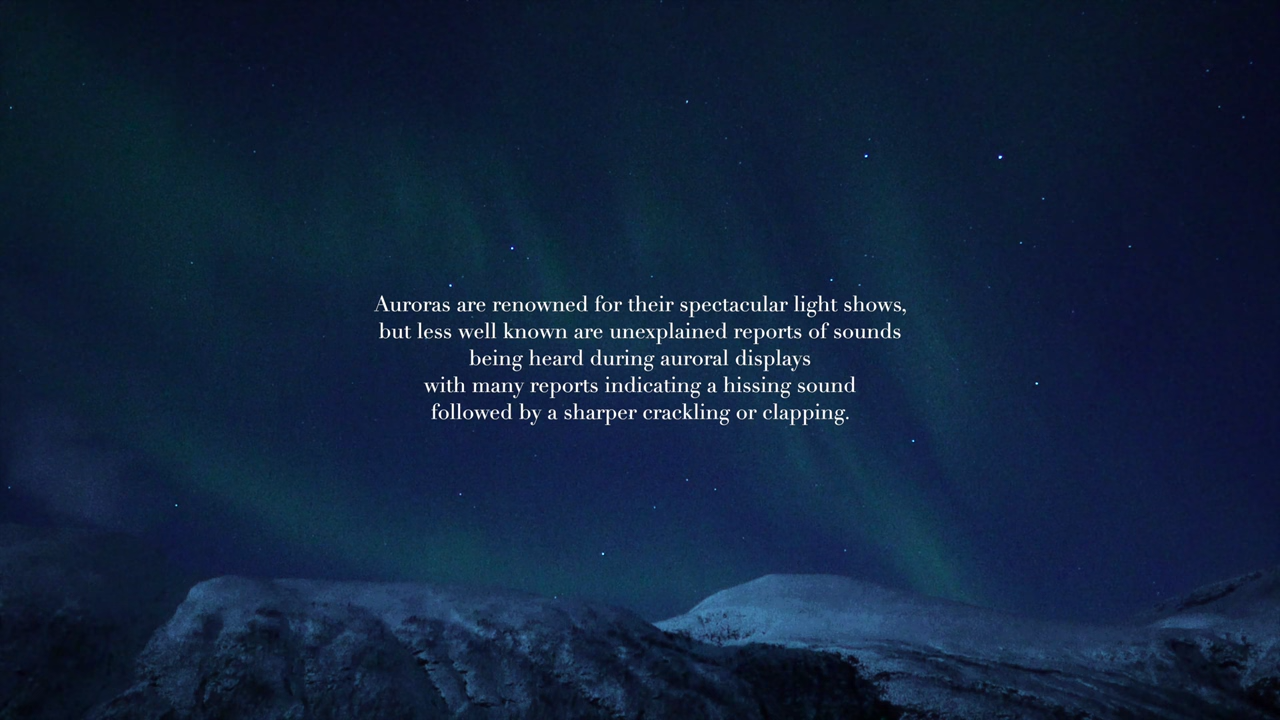 Auroras are renowned for their spectacular light shows,
but less well known are unexplained reports of sounds
being heard during auroral displays
with many reports indicating a hissing sound
followed by a sharper crackling or clapping.